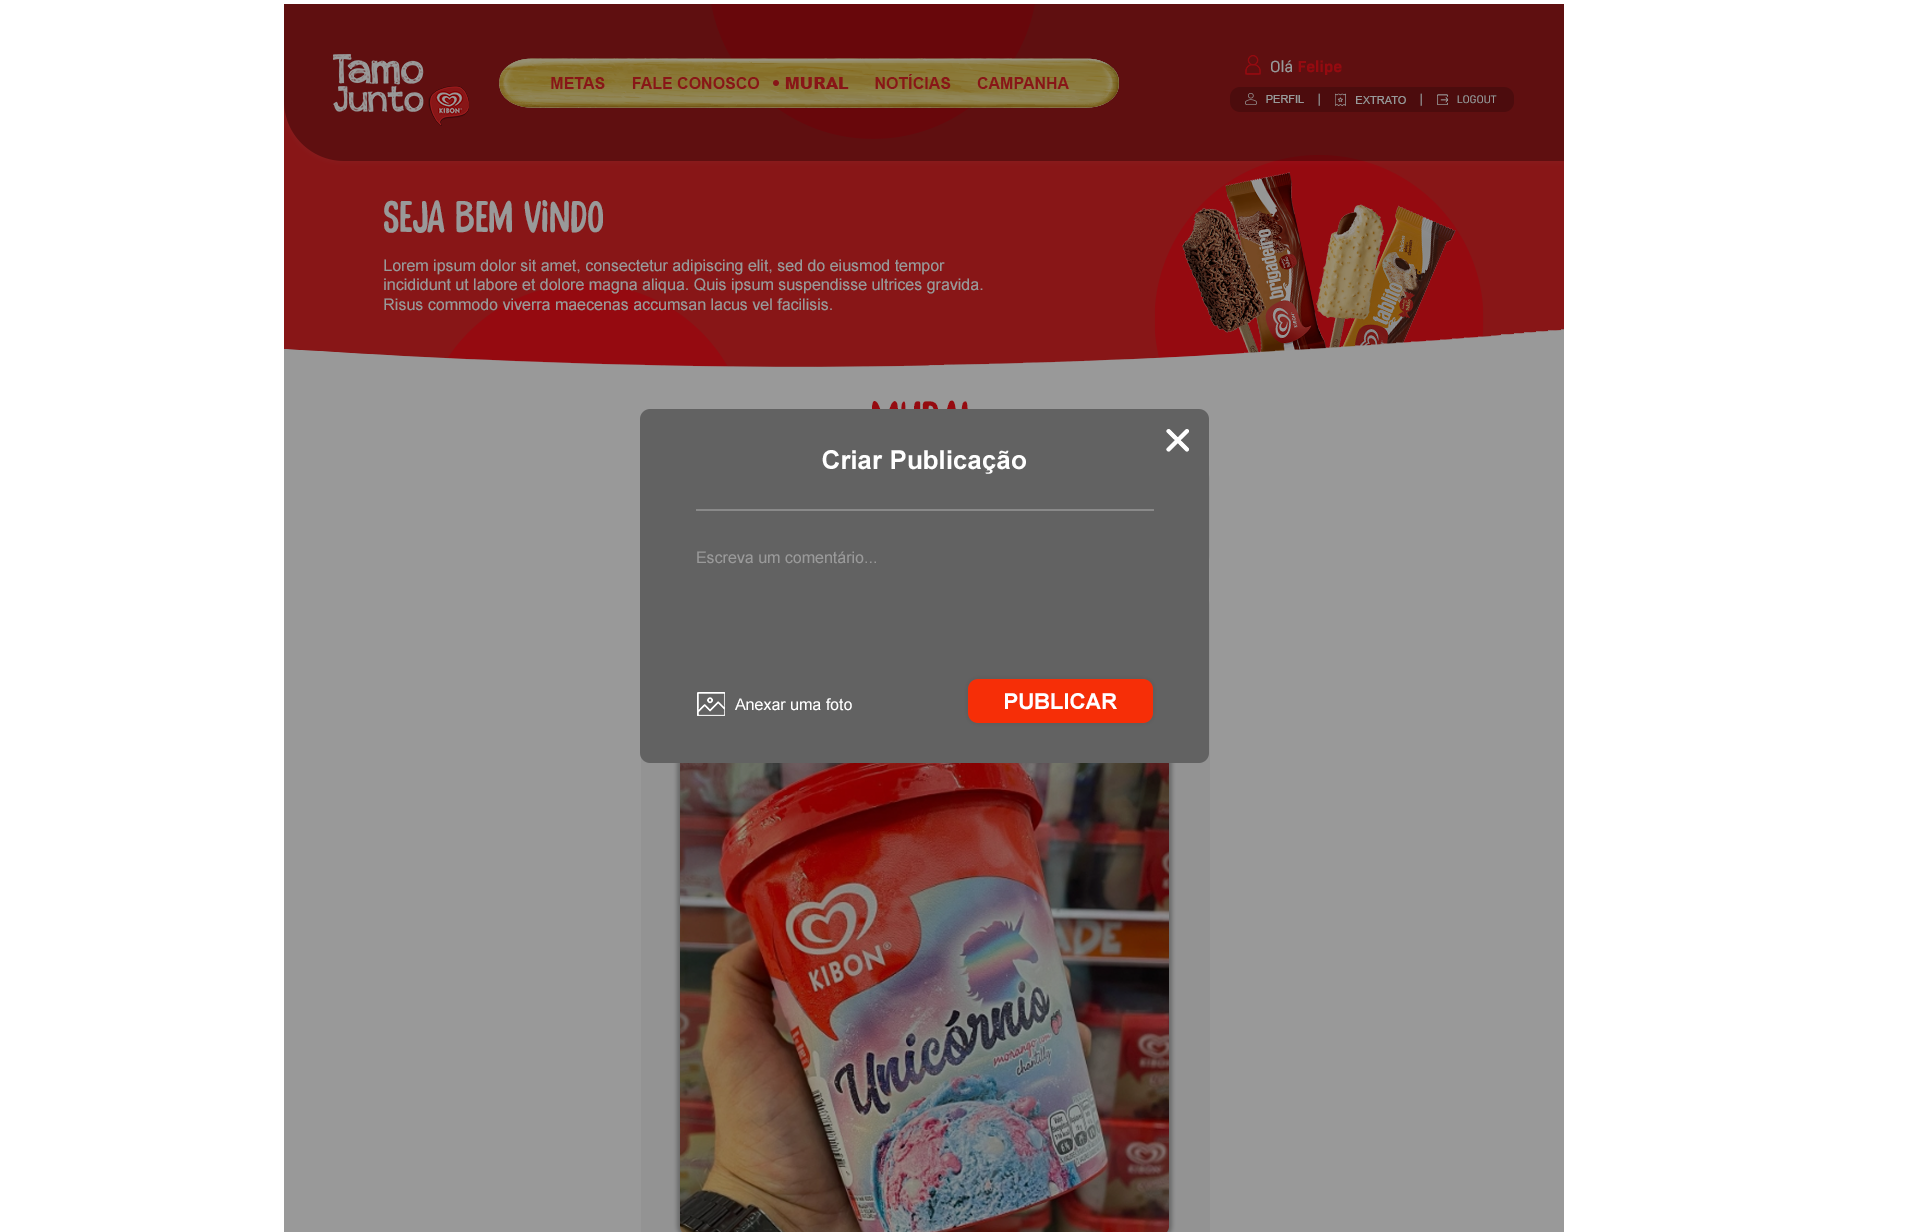 Tamo
Junto
KIBON
METAS FALE CONOSCO • MURAL NOTÍCIAS CAMPANHA
Olá Felipe
PERFIL | EXTRATO | LOGOUT
SEJA BEM ViNDO
Lorem ipsum dolor sit amet, consectetur adipiscing elit, sed do eiusmod tempor
incididunt ut labore et dolore magna aliqua. Quis ipsum suspendisse ultrices gravida.
Risus commodo viverra maecenas accumsan lacus vel facilisis.
brigadeiro
tablito
MURAL
Criar Publicação
Escreva um comentário...
Anexar uma foto
PUBLICAR
KIBON®
ADE
Unicórnio
morango com
chantilly
KIBON